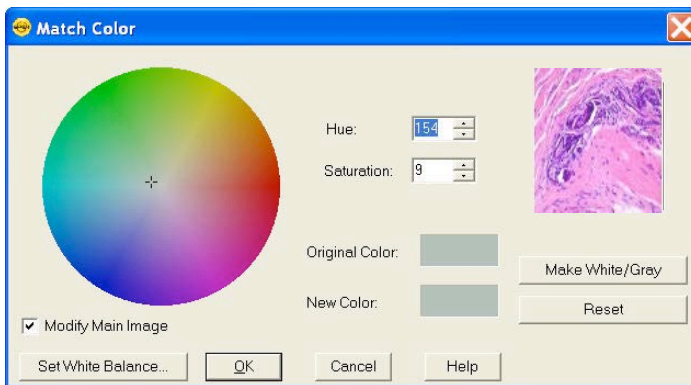 Match Color
Hue: 154
Saturation: 9
Original Color:
New Color:
Make White/Gray
Reset
Modify Main Image
Set White Balance... OK Cancel Help